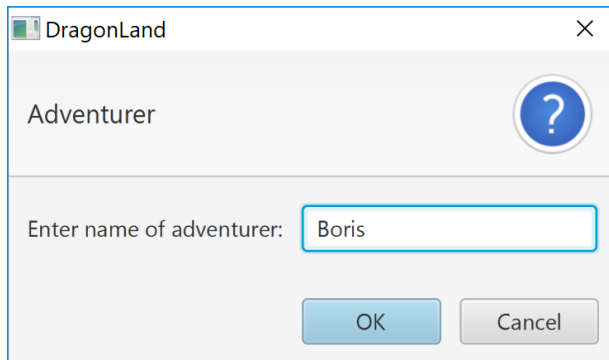 DragonLand
Adventurer
?
Enter name of adventurer: Boris
OK Cancel